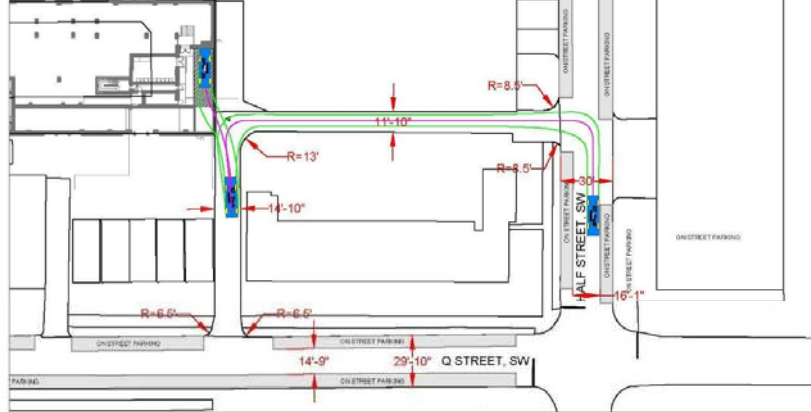 ON STREET PARKING
ON STREET PARKING
R=8.5'
11'-10"
R=13'
R=8.5'
30'
14'-10"
ON STREET PARKING
HALF STREET, SW
ON STREET PARKING
ON STREET PARKING
ON STREET PARKING
16'-1"
R=6.5'
R=6.5'
ON STREET PARKING
ON STREET PARKING
14'-9"
29'-10"
Q STREET, SW
PARKING
ON STREET PARKING